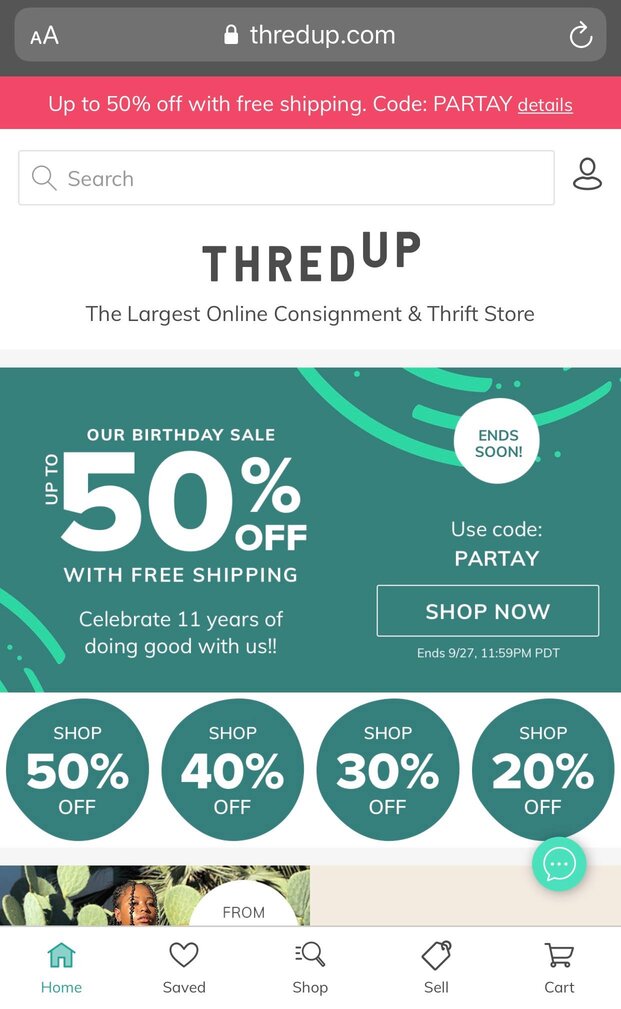 AA thredup.com
Up to 50% off with free shipping. Code: PARTAY details
Search
THREDUP
The Largest Online Consignment & Thrift Store
OUR BIRTHDAY SALE
UP TO
50%
OFF
WITH FREE SHIPPING
Celebrate 11 years of
doing good with us!!
ENDS
SOON!
Use code:
PARTAY
SHOP NOW
Ends 9/27, 11:59PM PDT
SHOP
50%
OFF
SHOP
40%
OFF
SHOP
30%
OFF
SHOP
20%
OFF
FROM
Home
Saved
Shop
Sell
Cart